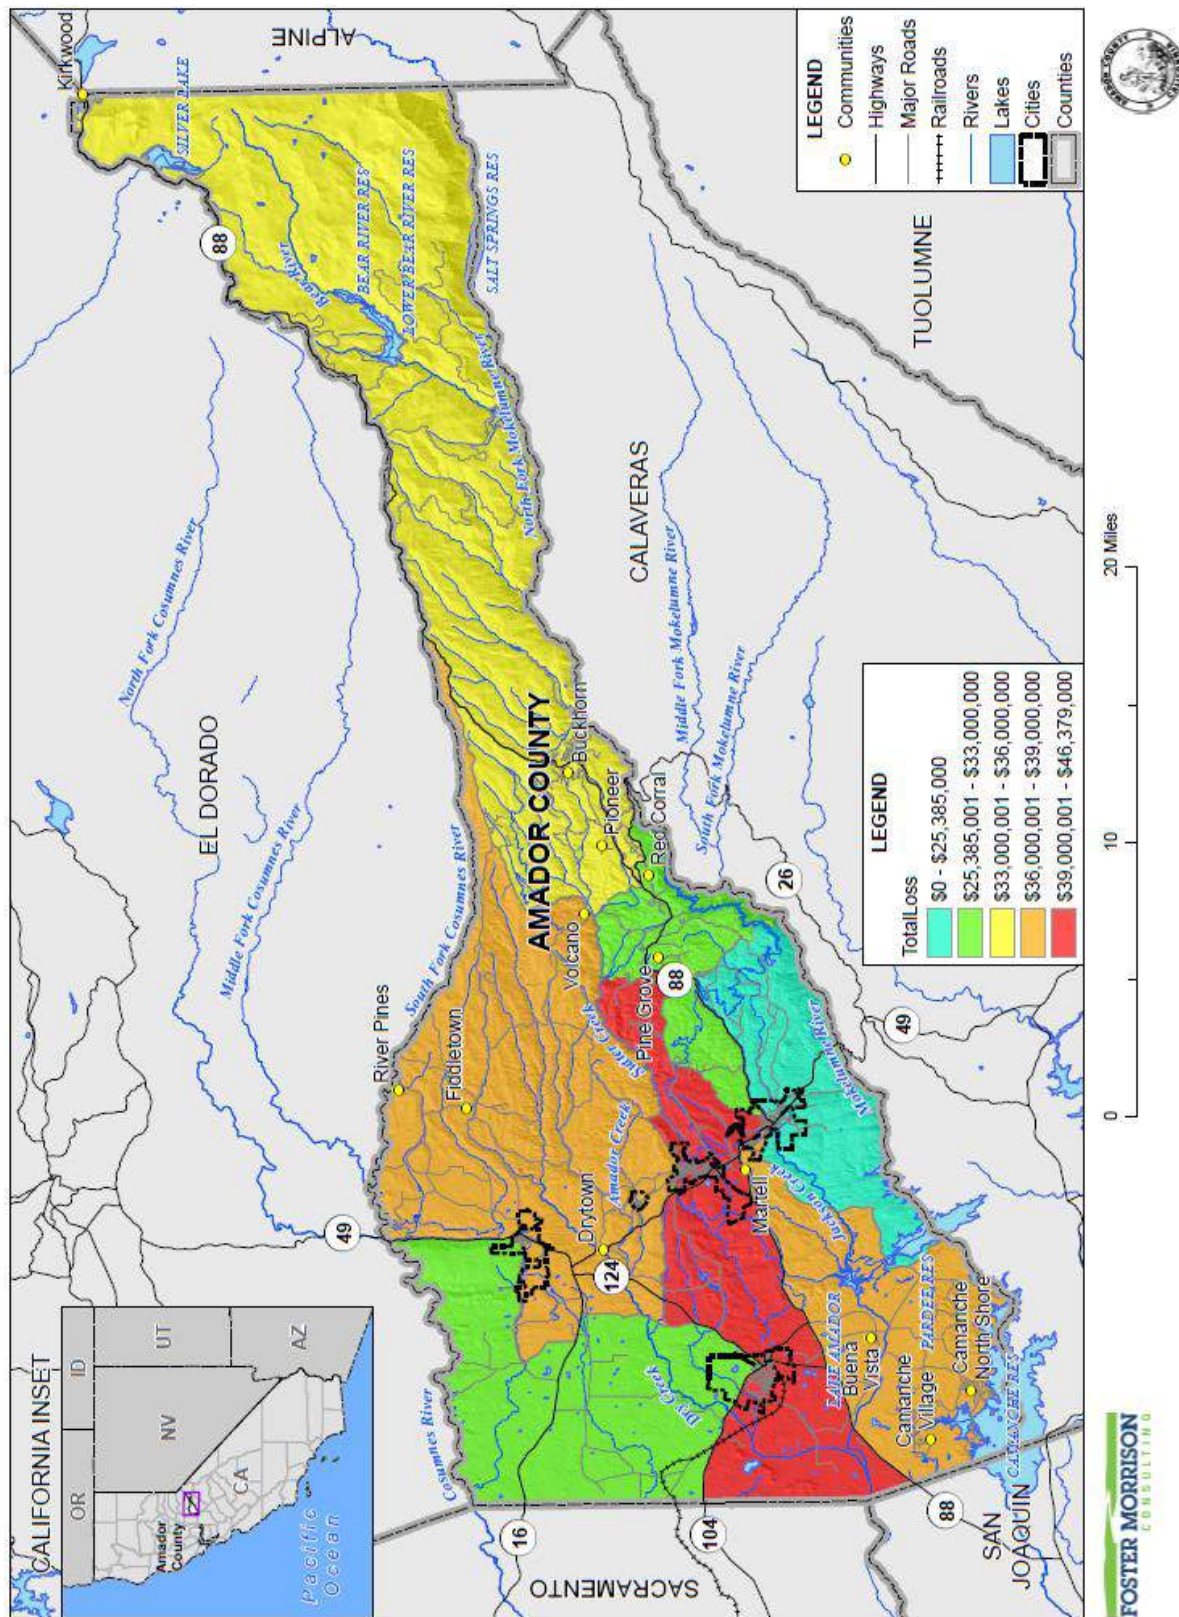 CALIFORNIA INSET
OR
ID
NV
UT
CA
AZ
Amador
County
Pacific
Ocean
Kirkwood
ALPINE
SILVER LAKE
88
Bear River
BEAR RIVER RES
LOWER BEAR RIVER RES
SALT SPRINGS RES
North Fork Mokelumne River
North Fork Cosumnes River
EL DORADO
Middle Fork Cosumnes River
South Fork Cosumnes River
River Pines
Fiddletown
AMADOR COUNTY
Buckhorn
Pioneer
Volcano
Red Corral
Pine Grove
88
Sutter Creek
Amador Creek
Drytown
49
124
Martell
Jackson Creek
Mokelumne River
26
49
CALAVERAS
TUOLUMNE
Middle Fork Mokelumne River
South Fork Mokelumne River
Cosumnes River
16
Dry Creek
104
SACRAMENTO
LAKE AMADOR
Buena
Vista
PARDEE RES
Camanche
Village
Camanche
North Shore
CAMANCHE RES
88
SAN
JOAQUIN
LEGEND
Communities
Highways
Major Roads
Railroads
Rivers
Lakes
Cities
Counties
LEGEND
TotalLoss
$0 - $25,385,000
$25,385,001 - $33,000,000
$33,000,001 - $36,000,000
$36,000,001 - $39,000,000
$39,000,001 - $46,379,000
FOSTER MORRISON
CONSULTING
0
10
20 Miles
AMADOR COUNTY